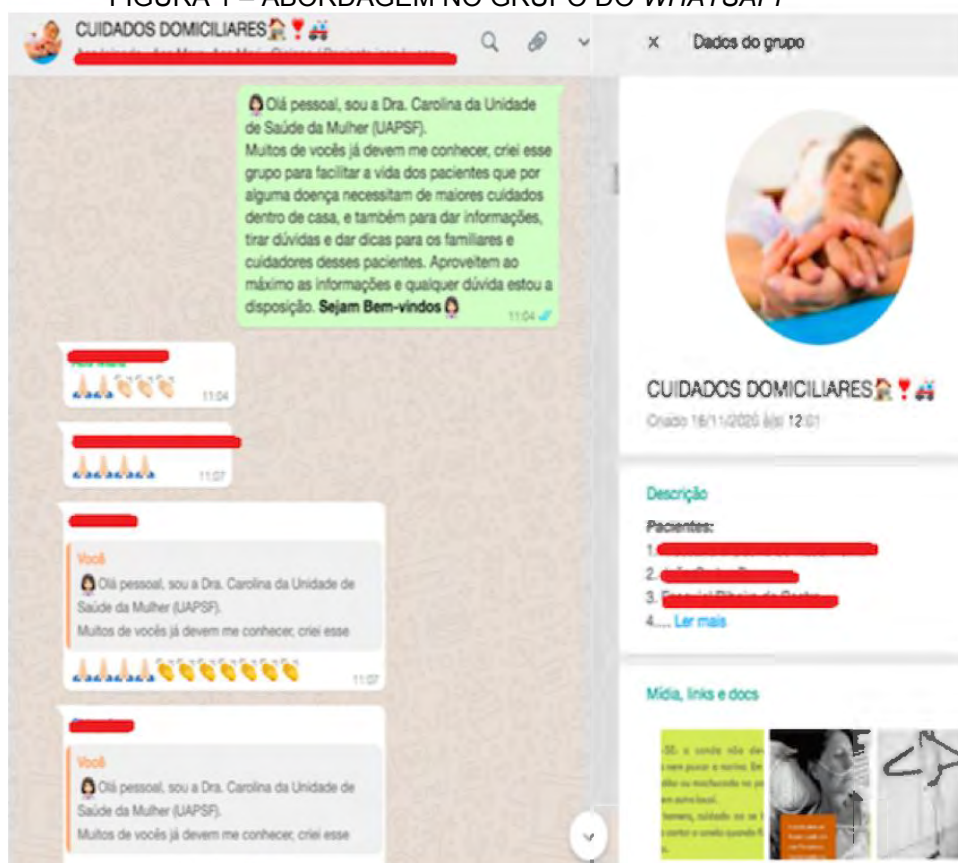 FIGURA 1 – ABORDAGEM NO GRUPO DO WHATSAPP
CUIDADOS DOMICILIARES🏠❣️🚑
Olá pessoal, sou a Dra. Carolina da Unidade
de Saúde da Mulher (UAPSF).
Muitos de vocês já devem me conhecer, criei esse
grupo para facilitar a vida dos pacientes que por
alguma doença necessitam de maiores cuidados
dentro de casa, e também para dar informações,
tirar dúvidas e dar dicas para os familiares e
cuidadores desses pacientes. Aproveitem ao
máximo as informações e qualquer dúvida estou a
disposição. Sejam Bem-vindos
11:04
11:04
11:07
Você
Olá pessoal, sou a Dra. Carolina da Unidade de
Saúde da Mulher (UAPSF).
Muitos de vocês já devem me conhecer, criei esse
11:07
Você
Olá pessoal, sou a Dra. Carolina da Unidade de
Saúde da Mulher (UAPSF).
Muitos de vocês já devem me conhecer, criei esse
Dados do grupo
CUIDADOS DOMICILIARES🏠❣️🚑
Criado 16/11/2020 às 12:01
Descrição
Pacientes:
1.
2.
3.
4.... Ler mais
Mídia, links e docs